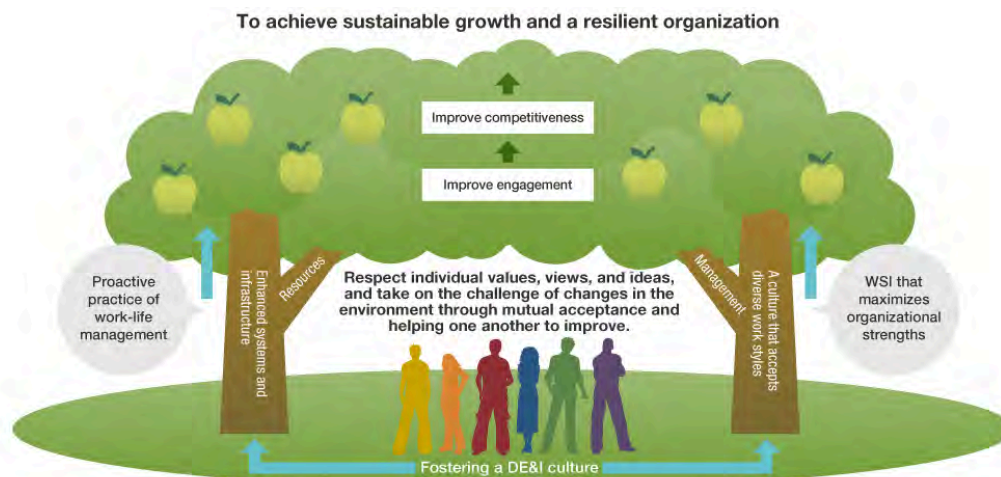 To achieve sustainable growth and a resilient organization
Improve competitiveness
Improve engagement
Proactive
practice of
work-life
management
Enhanced systems and
infrastructure
Resources
Respect individual values, views, and ideas,
and take on the challenge of changes in the
environment through mutual acceptance and
helping one another to improve.
Management
A culture that accepts
diverse work styles
WSI that
maximizes
organizational
strengths
Fostering a DE&I culture